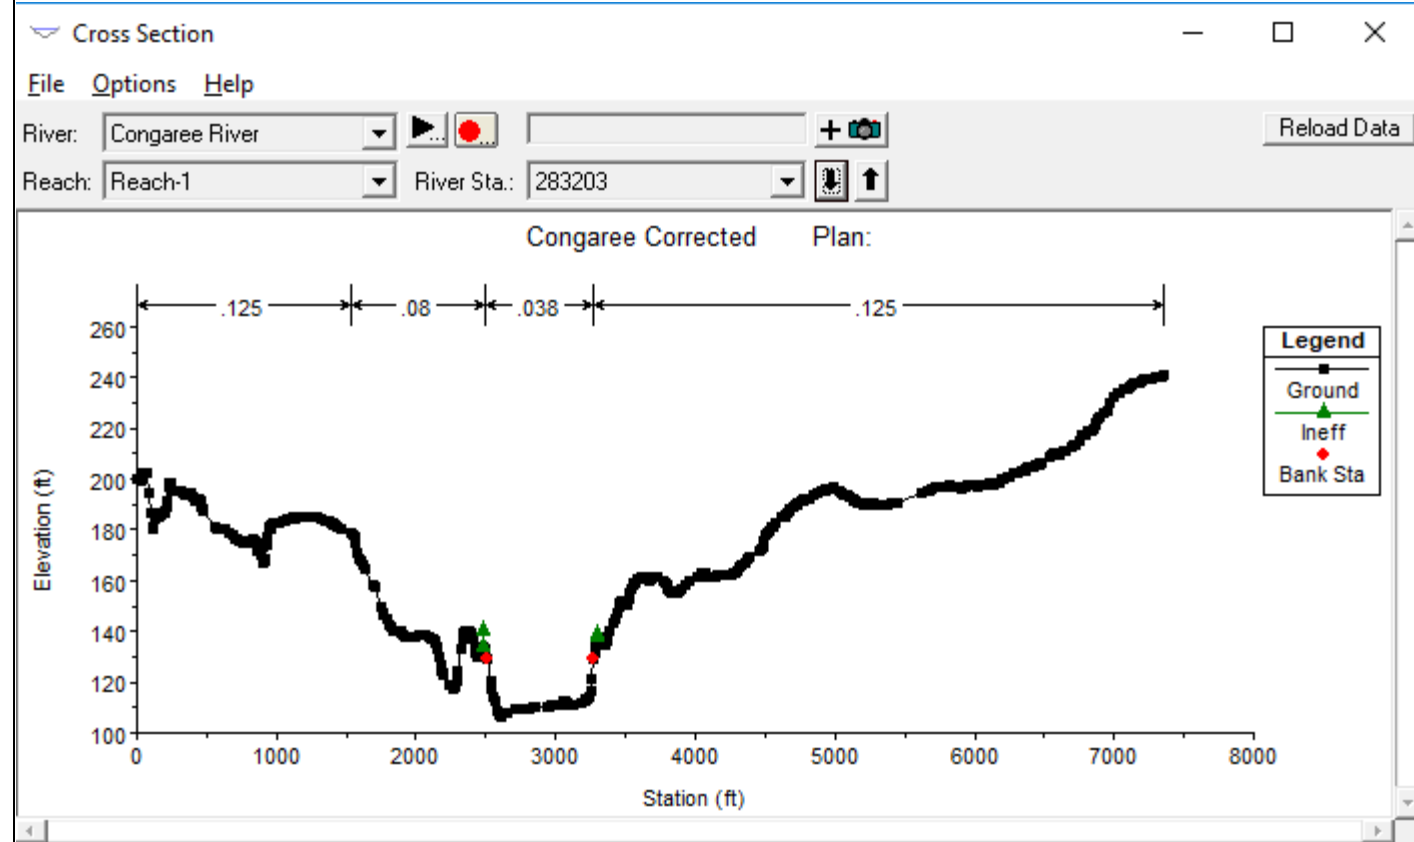 Cross Section
File Options Help
River: Congaree River
Reload Data
Reach: Reach-1 River Sta.: 283203
Congaree Corrected Plan:
.125 .08 .038 .125
260
240
220
200
180
160
140
120
100
Elevation (ft)
0 1000 2000 3000 4000 5000 6000 7000 8000
Station (ft)
Legend
Ground
Ineff
Bank Sta